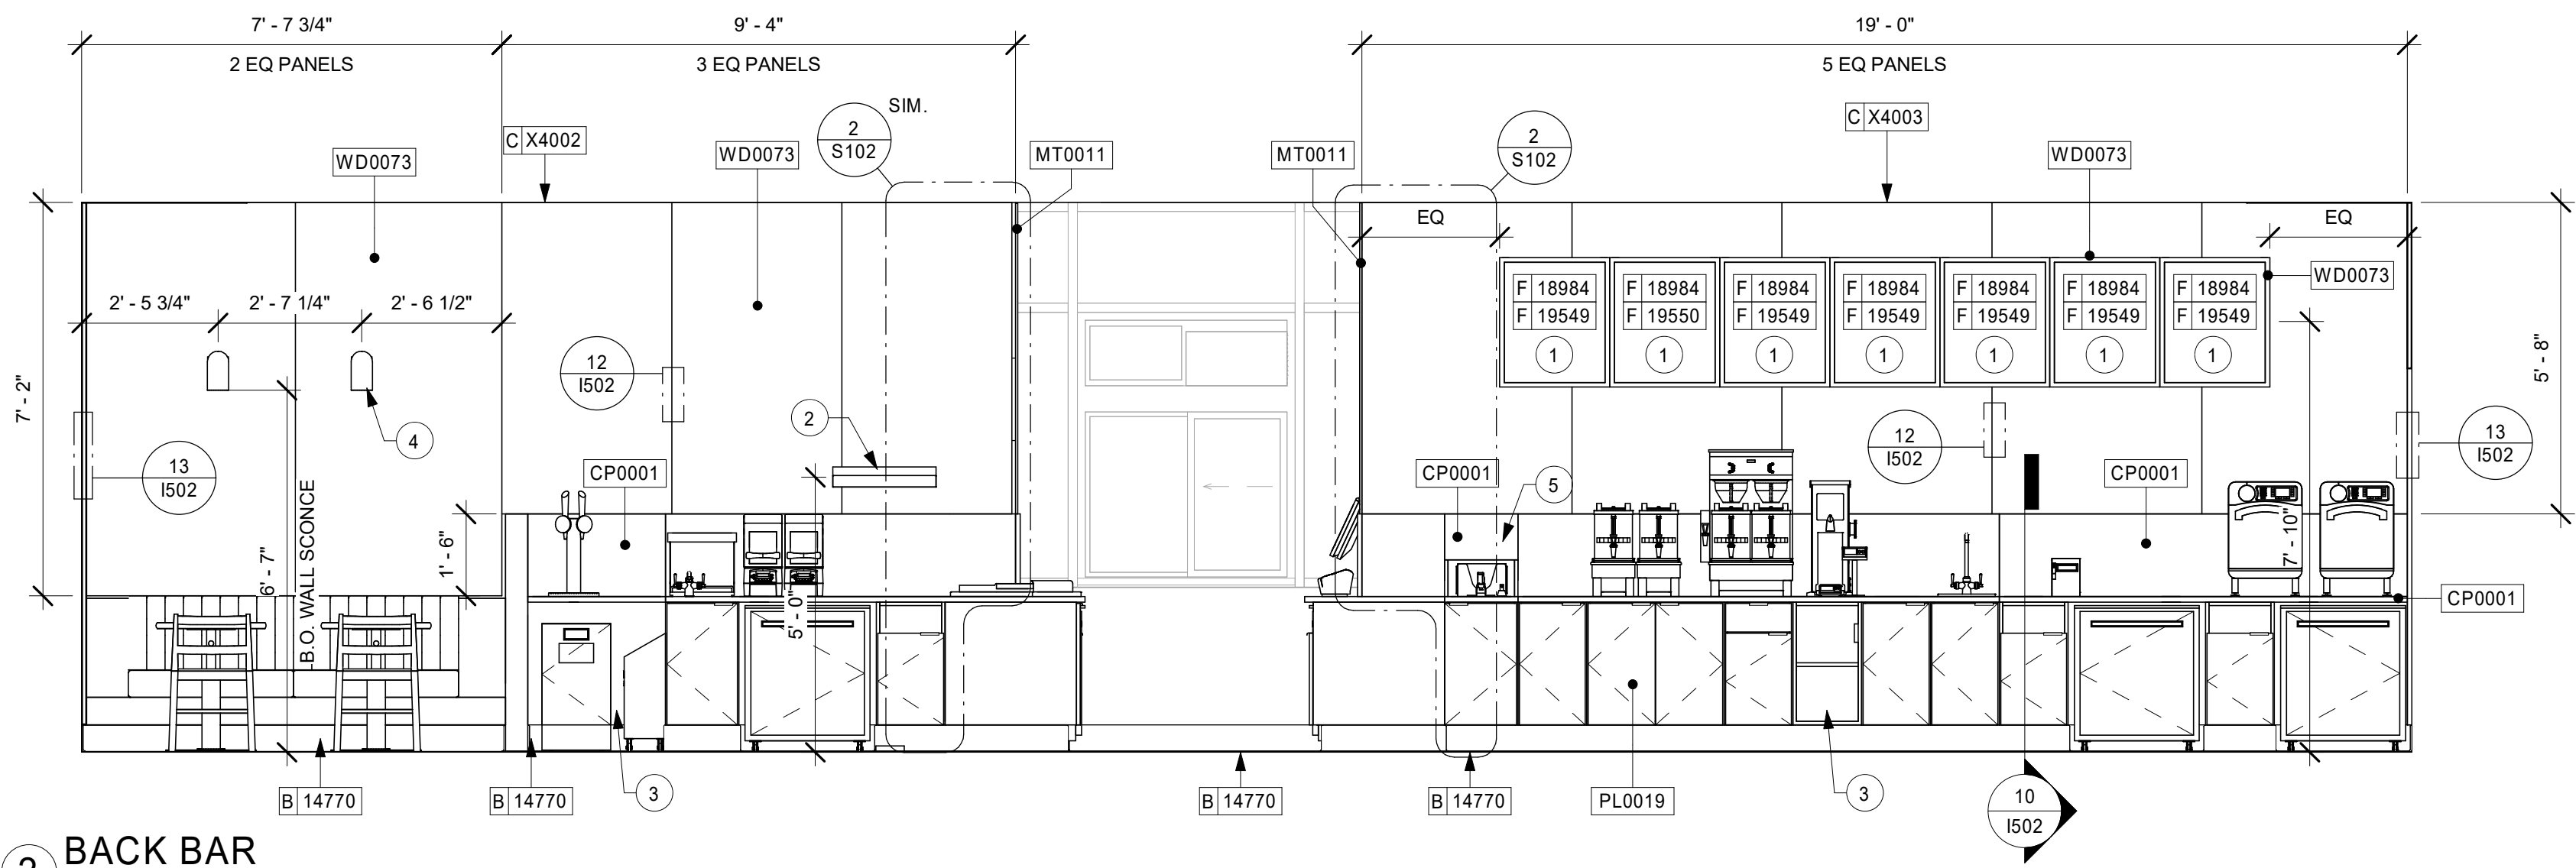 7' - 7 3/4"
9' - 4"
19' - 0"
2 EQ PANELS
3 EQ PANELS
5 EQ PANELS
SIM.
2
S102
2
S102
C X4002
C X4003
WD0073
WD0073
MT0011
MT0011
WD0073
EQ
EQ
WD0073
2' - 5 3/4"
2' - 7 1/4"
2' - 6 1/2"
F 18984
F 18984
F 18984
F 18984
F 18984
F 18984
F 18984
F 19549
F 19550
F 19549
F 19549
F 19549
F 19549
F 19549
1
1
1
1
1
1
1
12
I502
7' - 2"
5' - 8"
2
4
12
I502
13
I502
13
I502
CP0001
CP0001
5
CP0001
B.O. WALL SCONCE
6' - 7"
1' - 6"
5' - 0"
7' - 10"
CP0001
B 14770
B 14770
3
B 14770
B 14770
PL0019
3
10
I502
BACK BAR